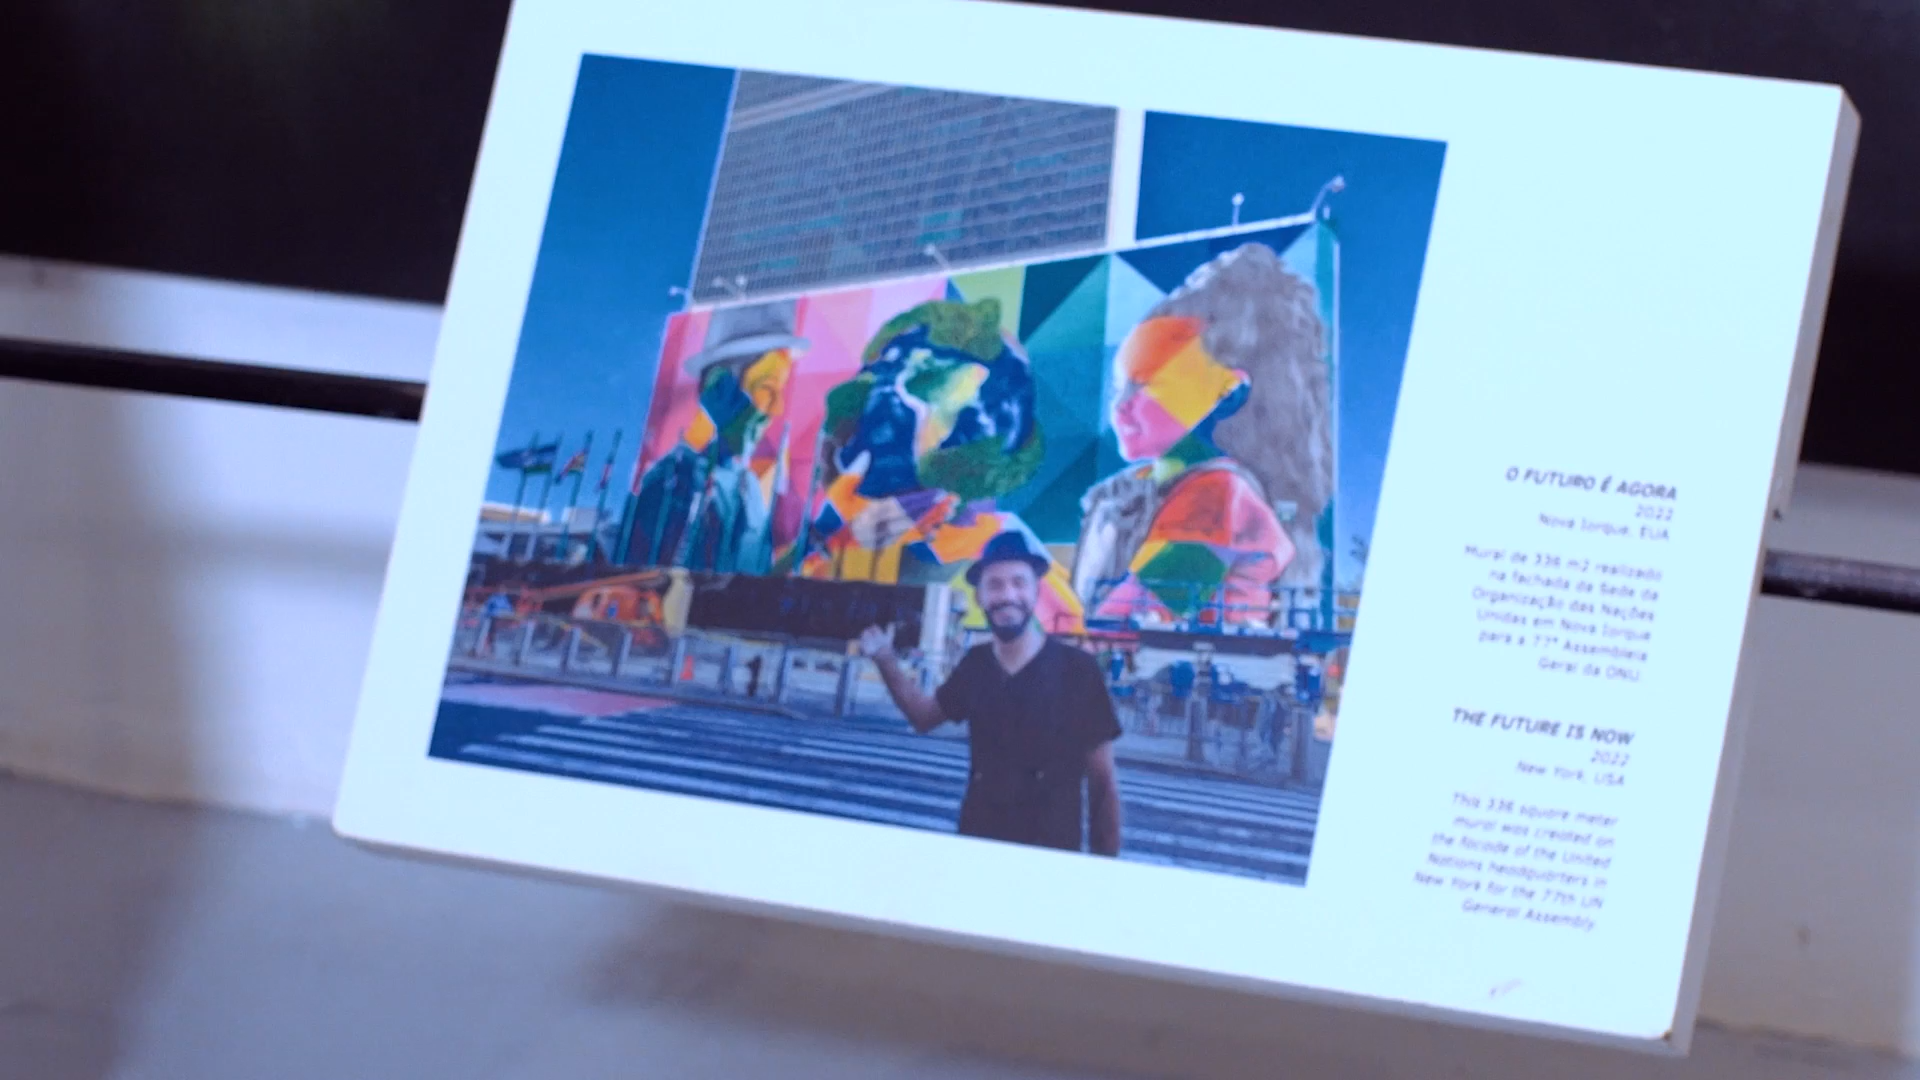 O FUTURO É AGORA
2022
Nova Iorque, EUA
Mural de 336 m2 realizado
na fachada da Sede da
Organização das Nações
Unidas em Nova Iorque
para a 77ª Assembleia
Geral da ONU.
THE FUTURE IS NOW
2022
New York, USA
This 336 square meter
mural was created on
the facade of the United
Nations headquarters in
New York for the 77th UN
General Assembly.